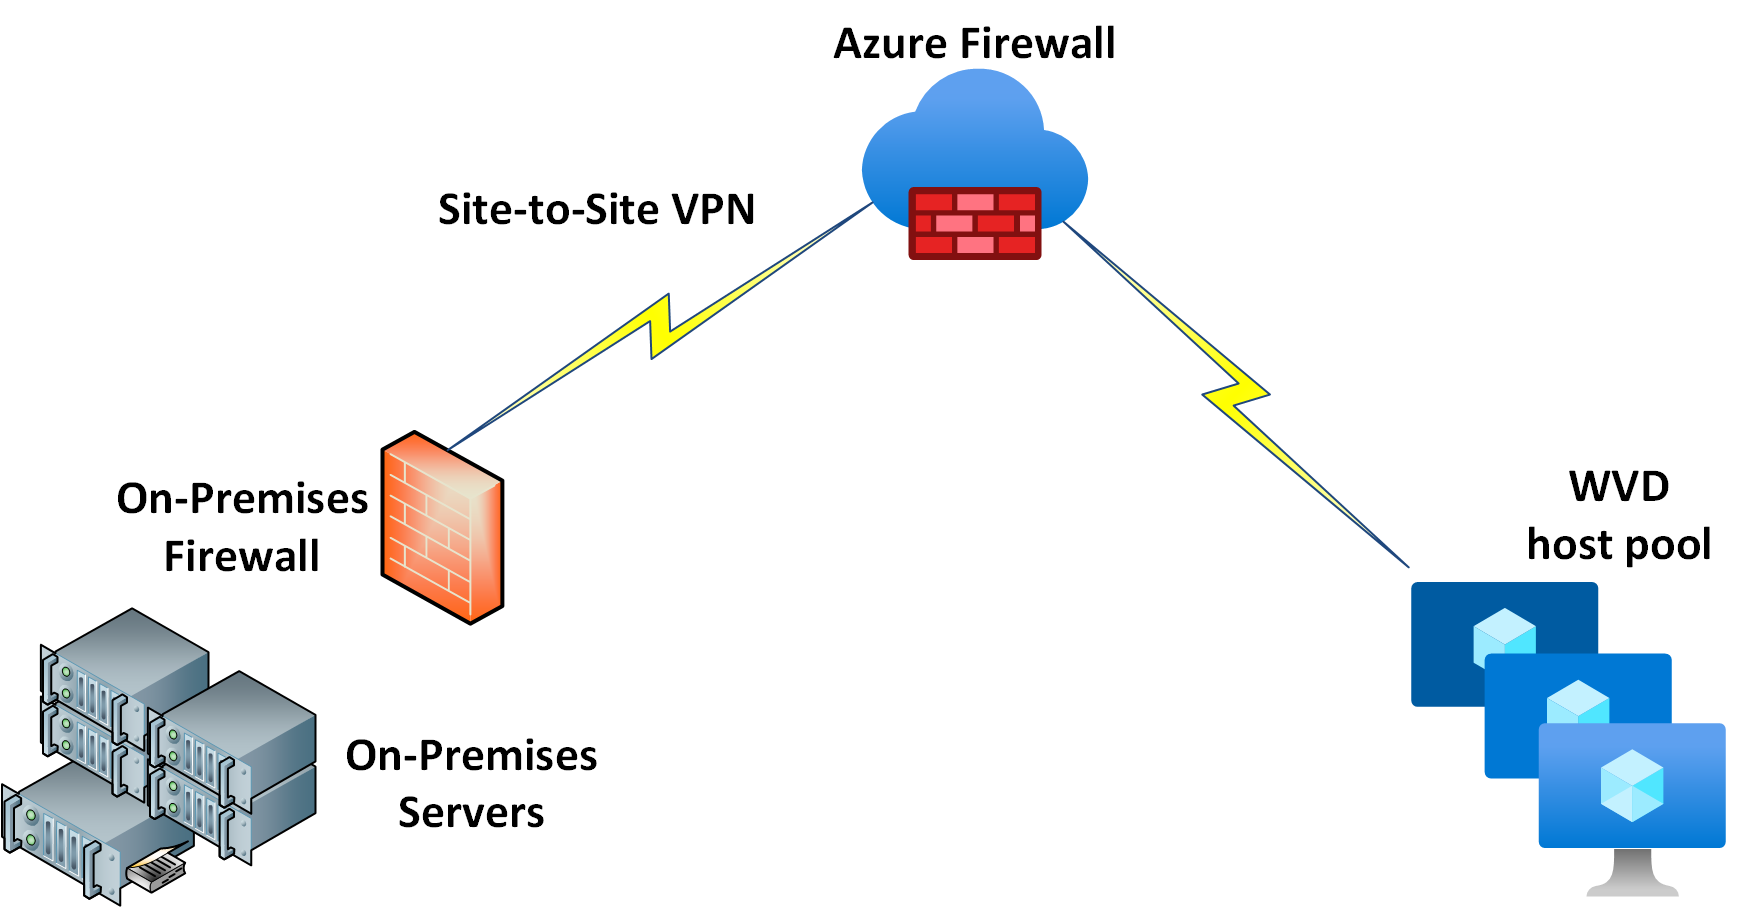 Azure Firewall
Site-to-Site VPN
On-Premises
Firewall
WVD
host pool
On-Premises
Servers